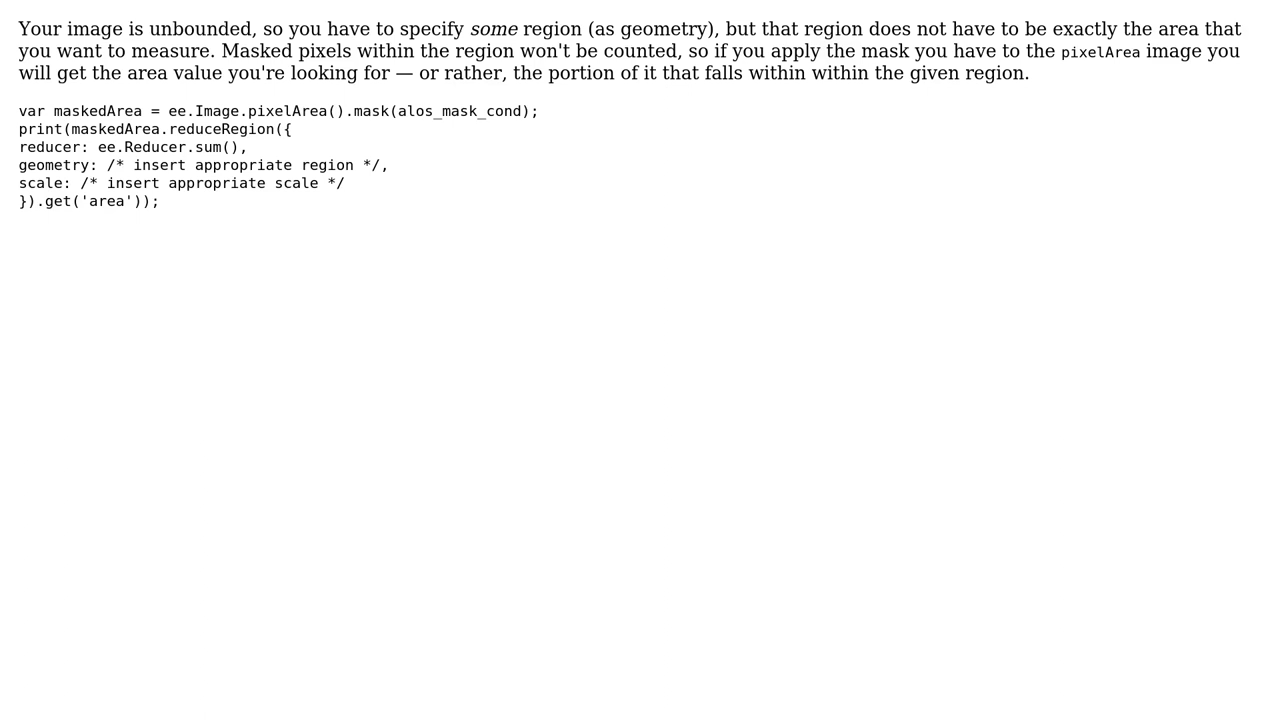 Your image is unbounded, so you have to specify some region (as geometry), but that region does not have to be exactly the area that
you want to measure. Masked pixels within the region won't be counted, so if you apply the mask you have to the pixelArea image you
will get the area value you're looking for — or rather, the portion of it that falls within within the given region.
var maskedArea = ee.Image.pixelArea().mask(alos_mask_cond);
print(maskedArea.reduceRegion({
reducer: ee.Reducer.sum(),
geometry: /* insert appropriate region */,
scale: /* insert appropriate scale */
}).get('area'));